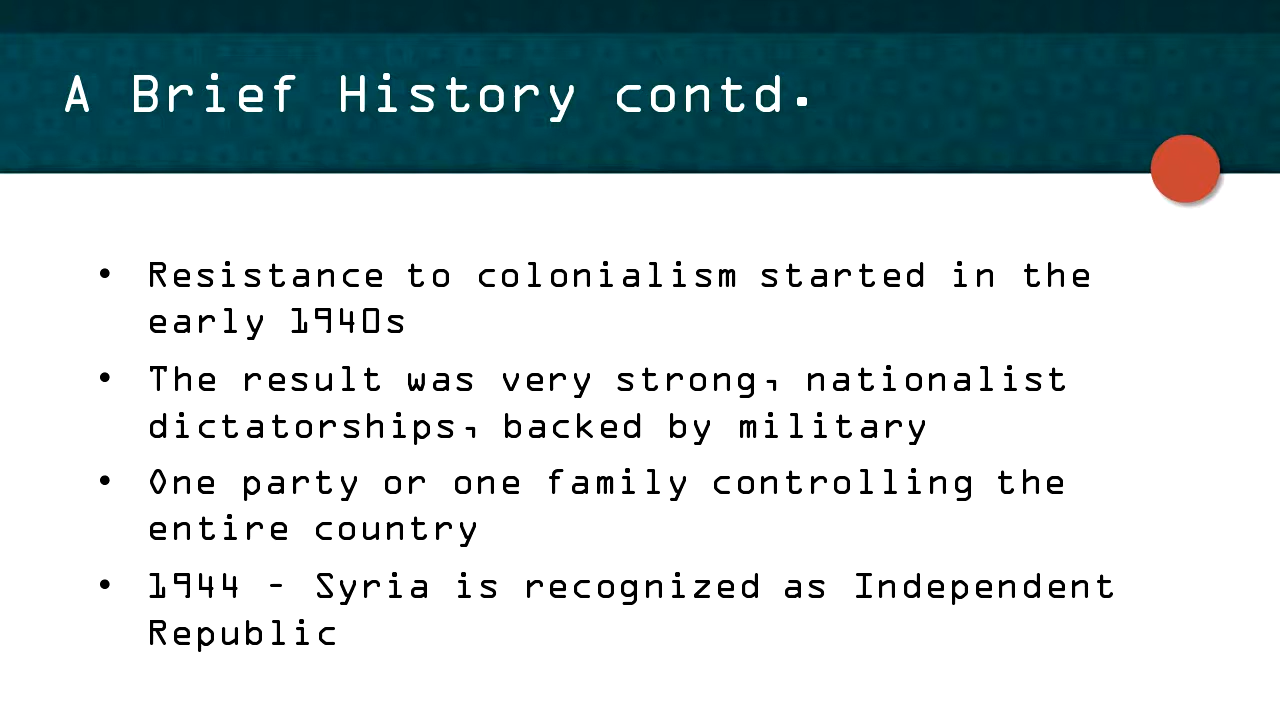 A Brief History contd.
• Resistance to colonialism started in the
early 1940s
• The result was very strong, nationalist
dictatorships, backed by military
• One party or one family controlling the
entire country
• 1944 - Syria is recognized as Independent
Republic